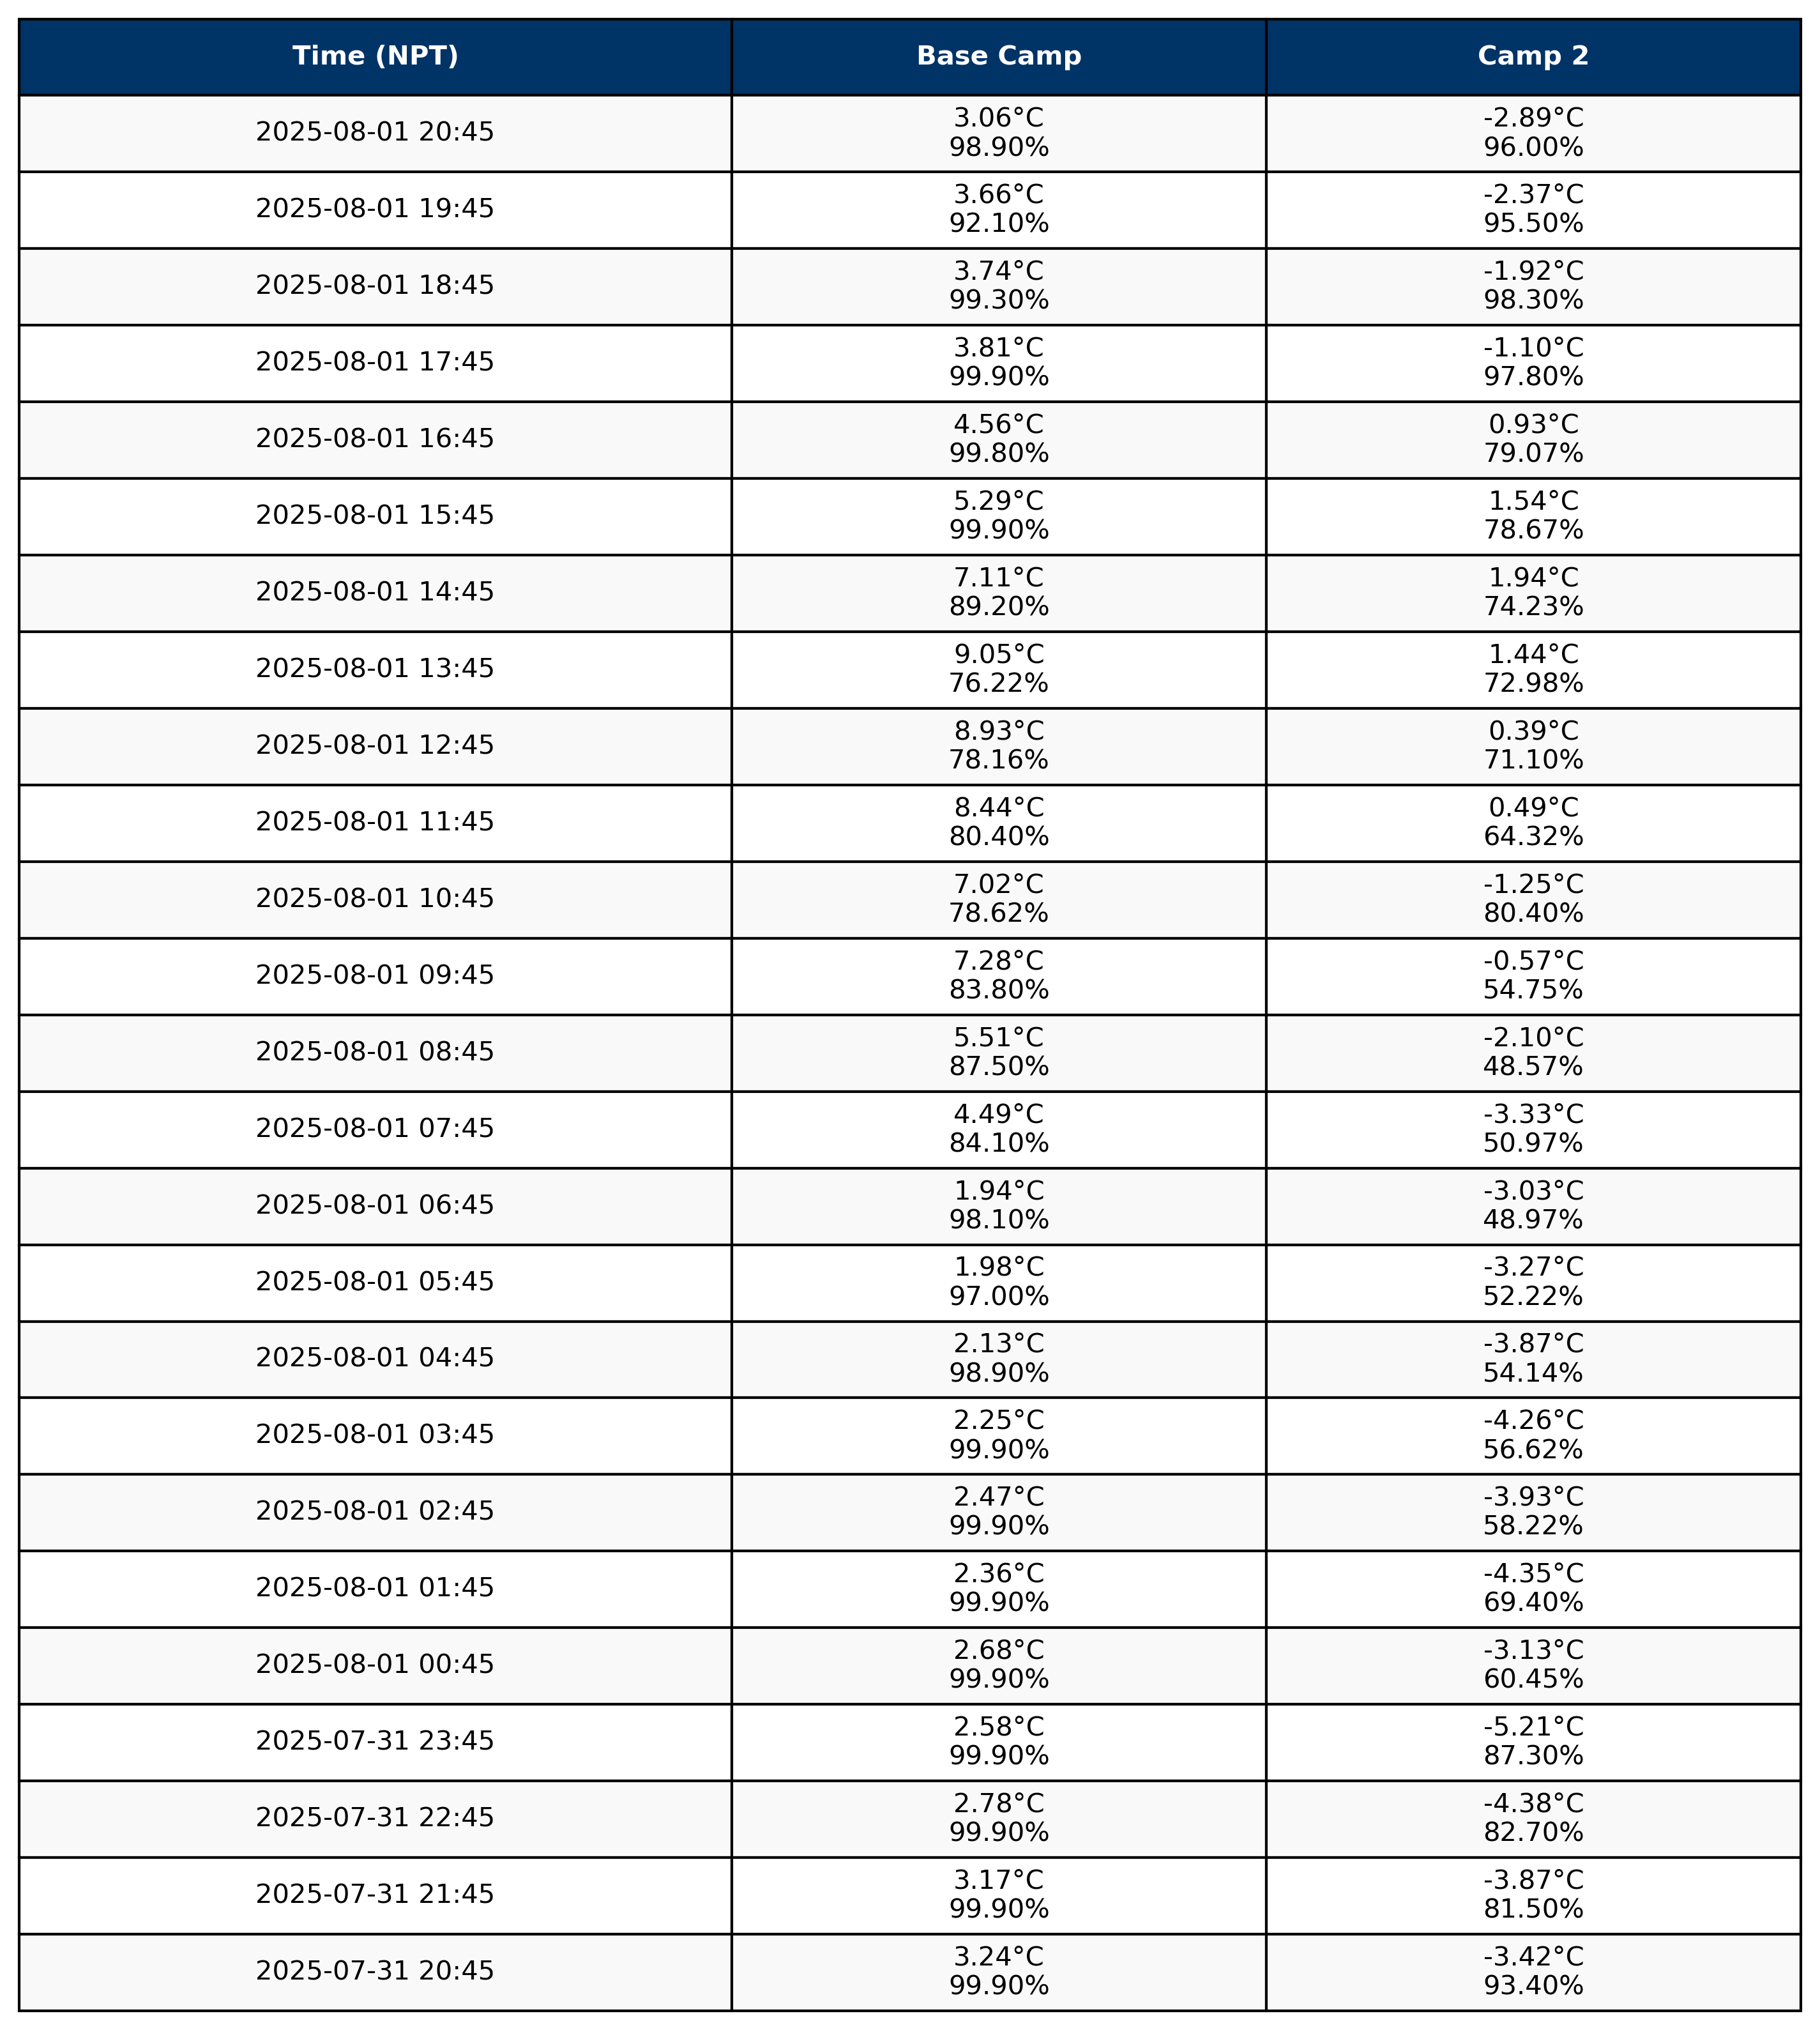 Time (NPT) Base Camp Camp 2
2025-08-01 20:45 3.06°C -2.89°C
98.90% 96.00%
2025-08-01 19:45 3.66°C -2.37°C
92.10% 95.50%
2025-08-01 18:45 3.74°C -1.92°C
99.30% 98.30%
2025-08-01 17:45 3.81°C -1.10°C
99.90% 97.80%
2025-08-01 16:45 4.56°C 0.93°C
99.80% 79.07%
2025-08-01 15:45 5.29°C 1.54°C
99.90% 78.67%
2025-08-01 14:45 7.11°C 1.94°C
89.20% 74.23%
2025-08-01 13:45 9.05°C 1.44°C
76.22% 72.98%
2025-08-01 12:45 8.93°C 0.39°C
78.16% 71.10%
2025-08-01 11:45 8.44°C 0.49°C
80.40% 64.32%
2025-08-01 10:45 7.02°C -1.25°C
78.62% 80.40%
2025-08-01 09:45 7.28°C -0.57°C
83.80% 54.75%
2025-08-01 08:45 5.51°C -2.10°C
87.50% 48.57%
2025-08-01 07:45 4.49°C -3.33°C
84.10% 50.97%
2025-08-01 06:45 1.94°C -3.03°C
98.10% 48.97%
2025-08-01 05:45 1.98°C -3.27°C
97.00% 52.22%
2025-08-01 04:45 2.13°C -3.87°C
98.90% 54.14%
2025-08-01 03:45 2.25°C -4.26°C
99.90% 56.62%
2025-08-01 02:45 2.47°C -3.93°C
99.90% 58.22%
2025-08-01 01:45 2.36°C -4.35°C
99.90% 69.40%
2025-08-01 00:45 2.68°C -3.13°C
99.90% 60.45%
2025-07-31 23:45 2.58°C -5.21°C
99.90% 87.30%
2025-07-31 22:45 2.78°C -4.38°C
99.90% 82.70%
2025-07-31 21:45 3.17°C -3.87°C
99.90% 81.50%
2025-07-31 20:45 3.24°C -3.42°C
99.90% 93.40%